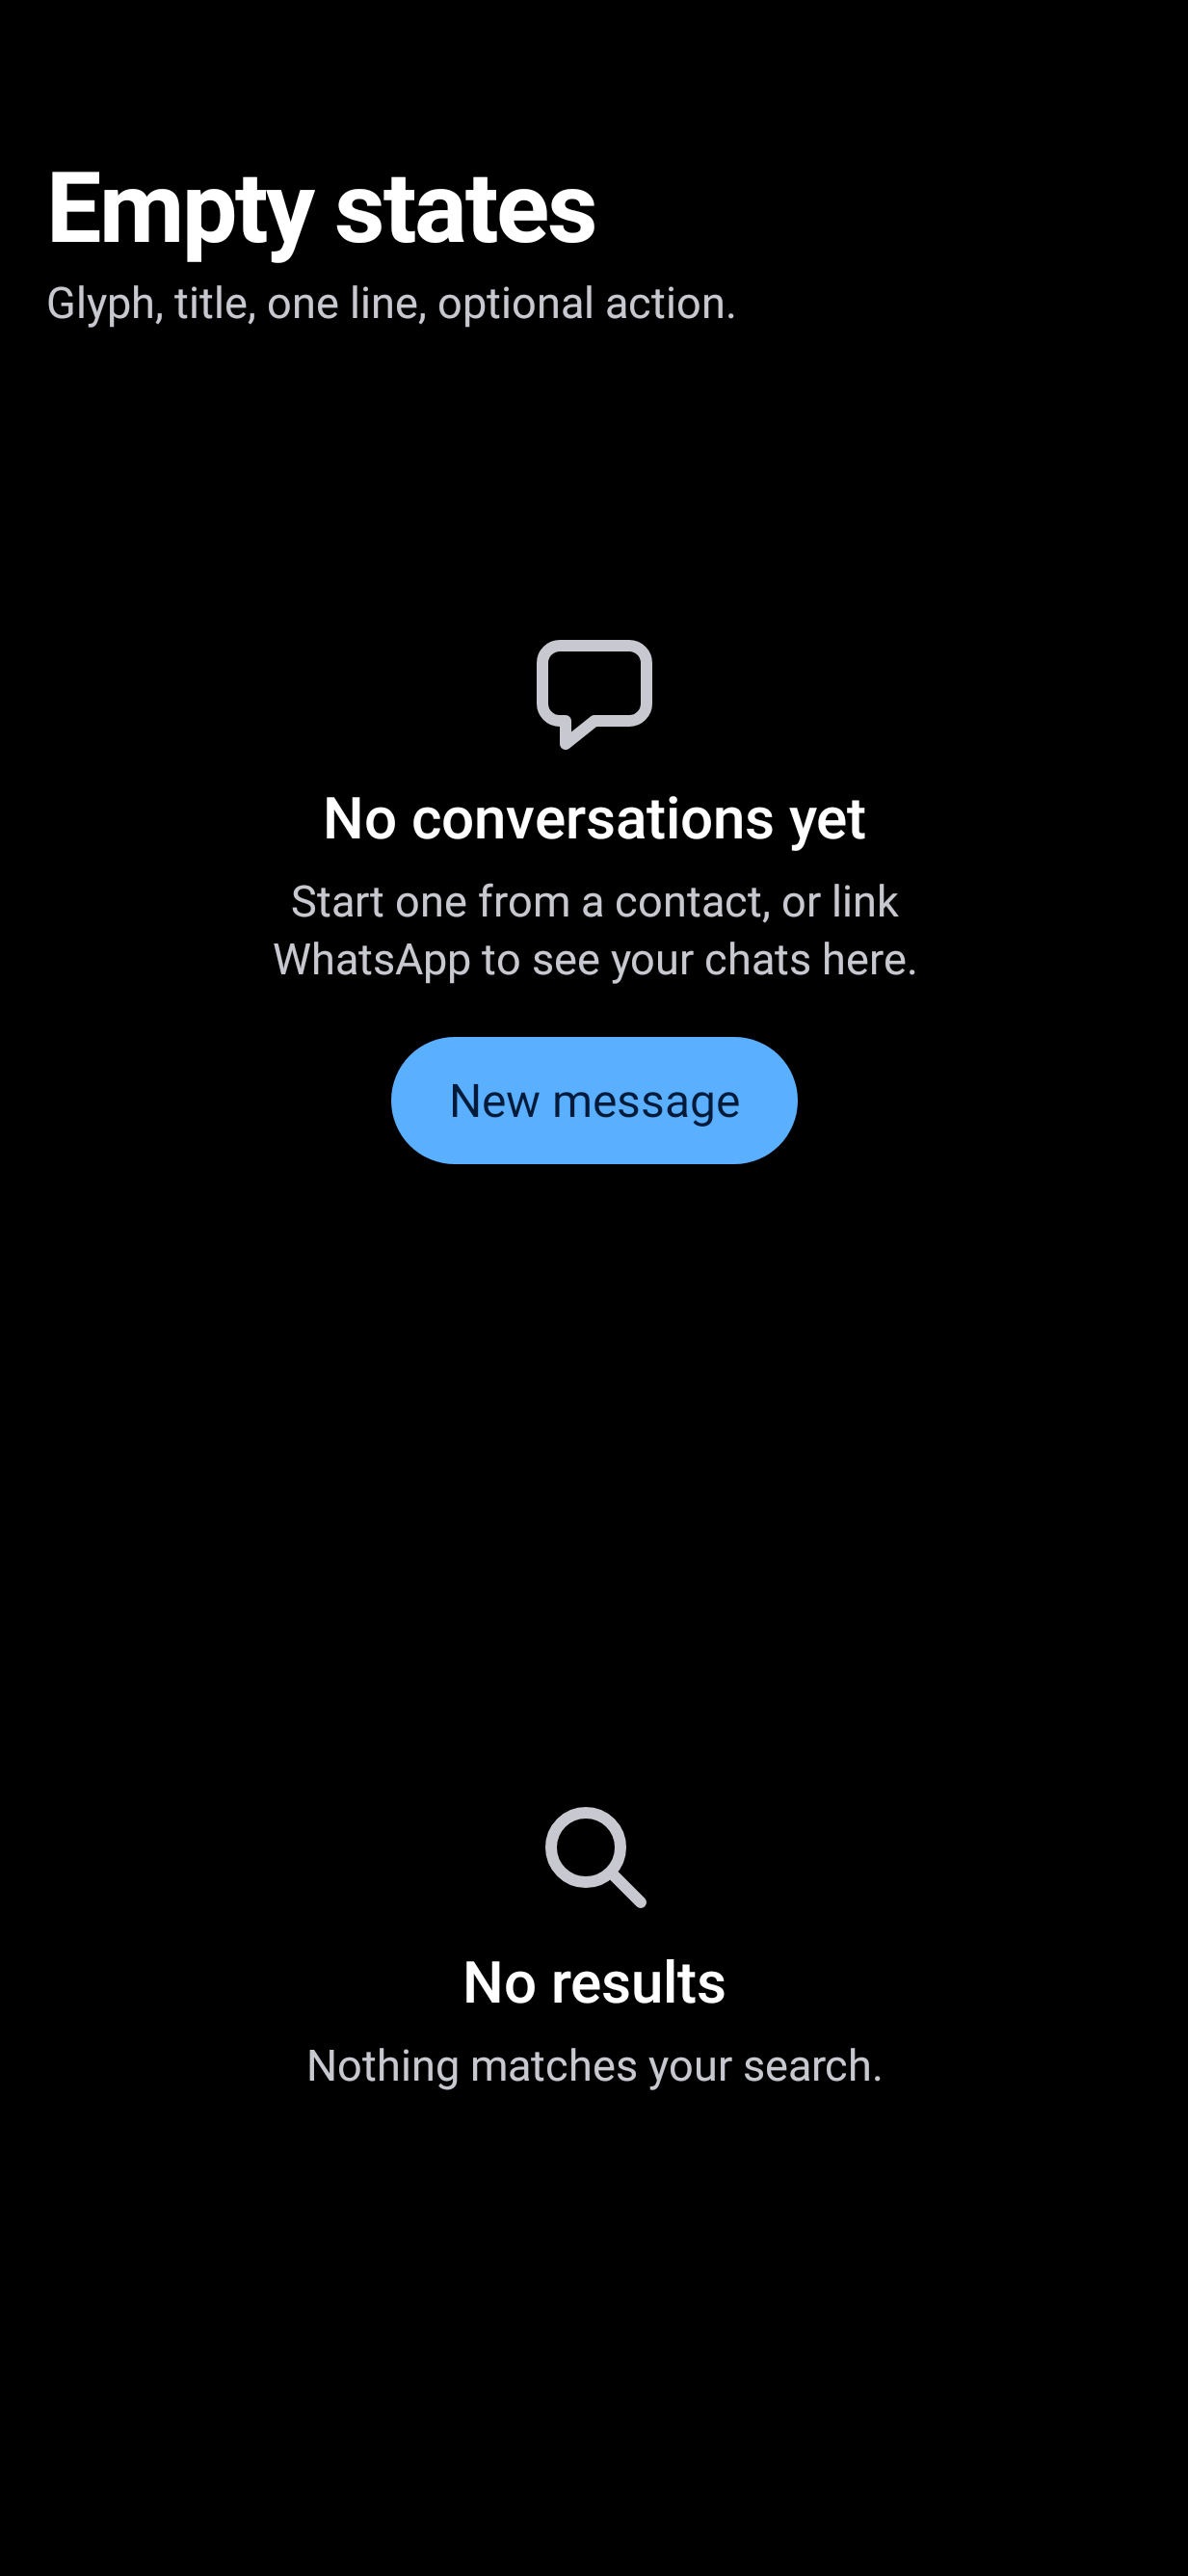 Empty states
Glyph, title, one line, optional action.
No conversations yet
Start one from a contact, or link
WhatsApp to see your chats here.
New message
No results
Nothing matches your search.